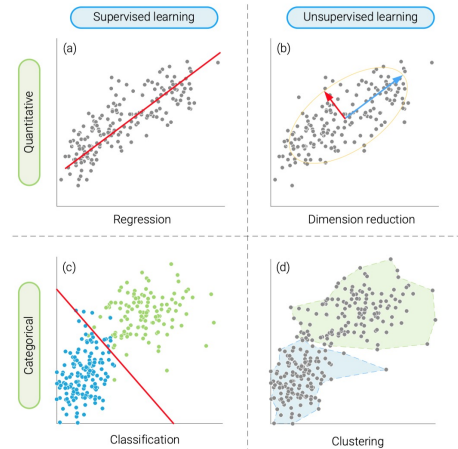 Supervised learning
Unsupervised learning
Quantitative
(a)
(b)
Regression
Dimension reduction
Categorical
(c)
(d)
Classification
Clustering